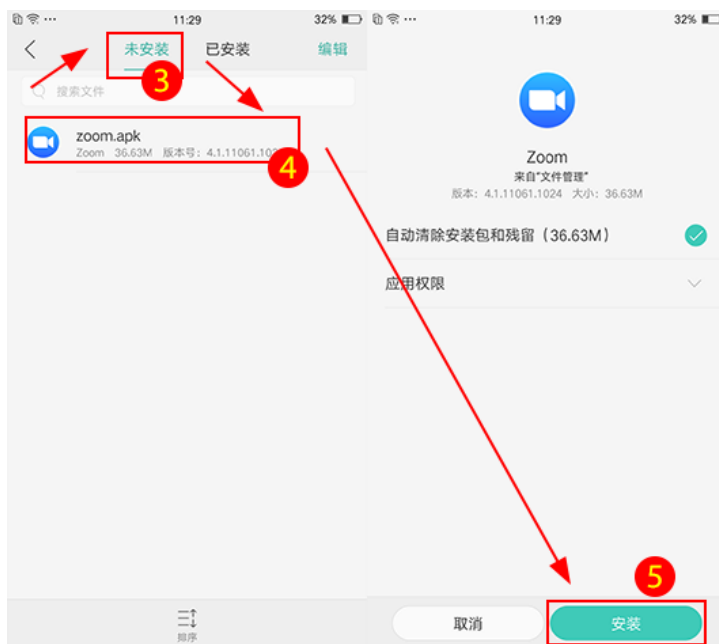 11:29
32%
未安装
已安装
编辑
3
搜索文件
zoom.apk
Zoom 36.63M 版本号: 4.1.11061.102
4
排序
11:29
32%
Zoom
来自“文件管理”
版本: 4.1.11061.1024 大小: 36.63M
自动清除安装包和残留（36.63M）
应用权限
5
取消
安装